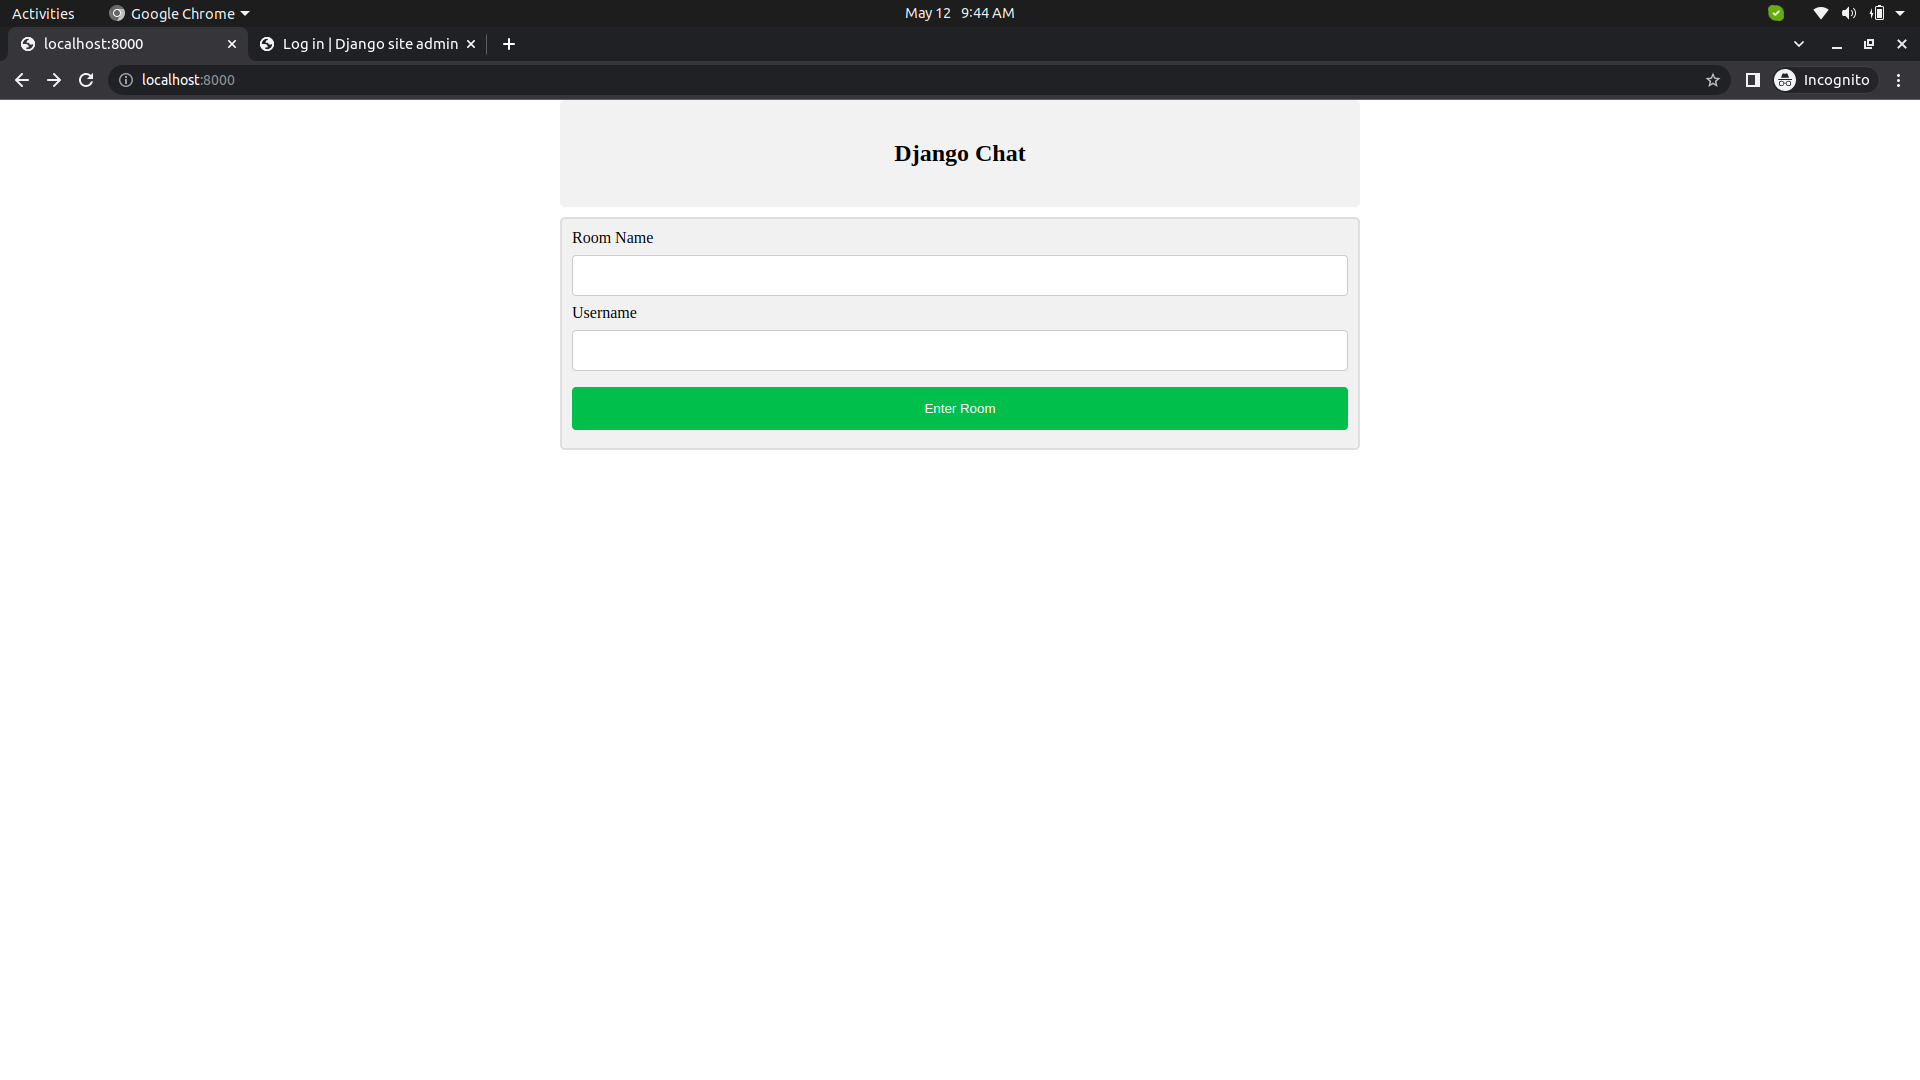 Activities Google Chrome May 12 9:44 AM
localhost:8000 Log in | Django site admin
localhost:8000 Incognito
Django Chat
Room Name
Username
Enter Room